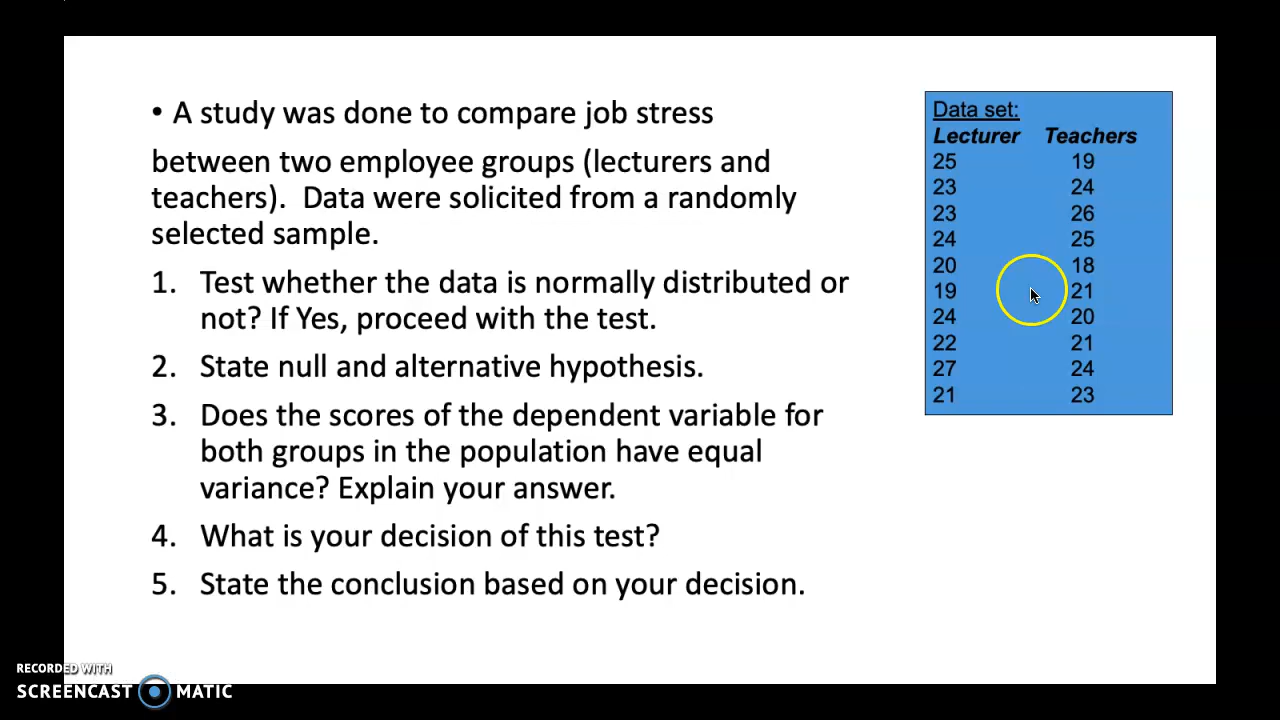 • A study was done to compare job stress
between two employee groups (lecturers and
teachers).  Data were solicited from a randomly
selected sample.
1. Test whether the data is normally distributed or
not? If Yes, proceed with the test.
2. State null and alternative hypothesis.
3. Does the scores of the dependent variable for
both groups in the population have equal
variance? Explain your answer.
4. What is your decision of this test?
5. State the conclusion based on your decision.
Data set:
Lecturer Teachers
25 19
23 24
23 26
24 25
20 18
19 21
24 20
22 21
27 24
21 23
RECORDED WITH
SCREENCAST MATIC